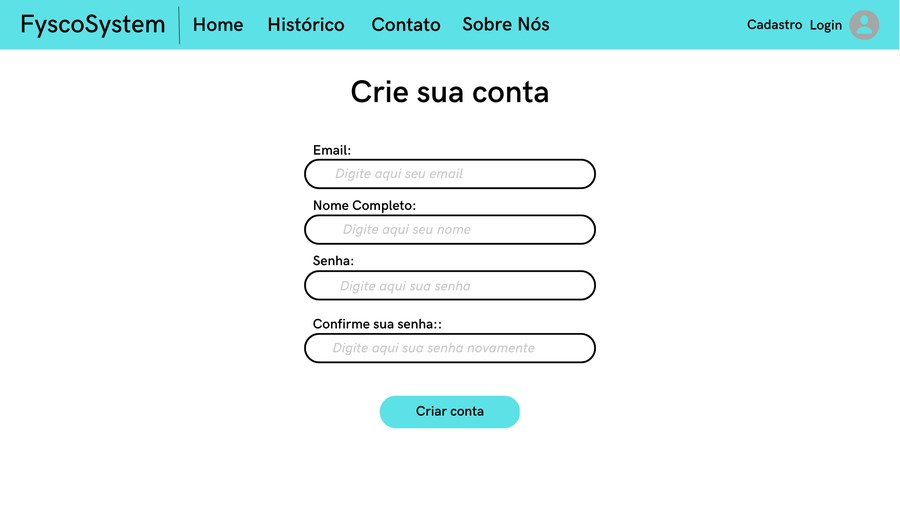 FyscoSystem Home Histórico Contato Sobre Nós Cadastro Login
Crie sua conta
Email:
Digite aqui seu email
Nome Completo:
Digite aqui seu nome
Senha:
Digite aqui sua senha
Confirme sua senha::
Digite aqui sua senha novamente
Criar conta